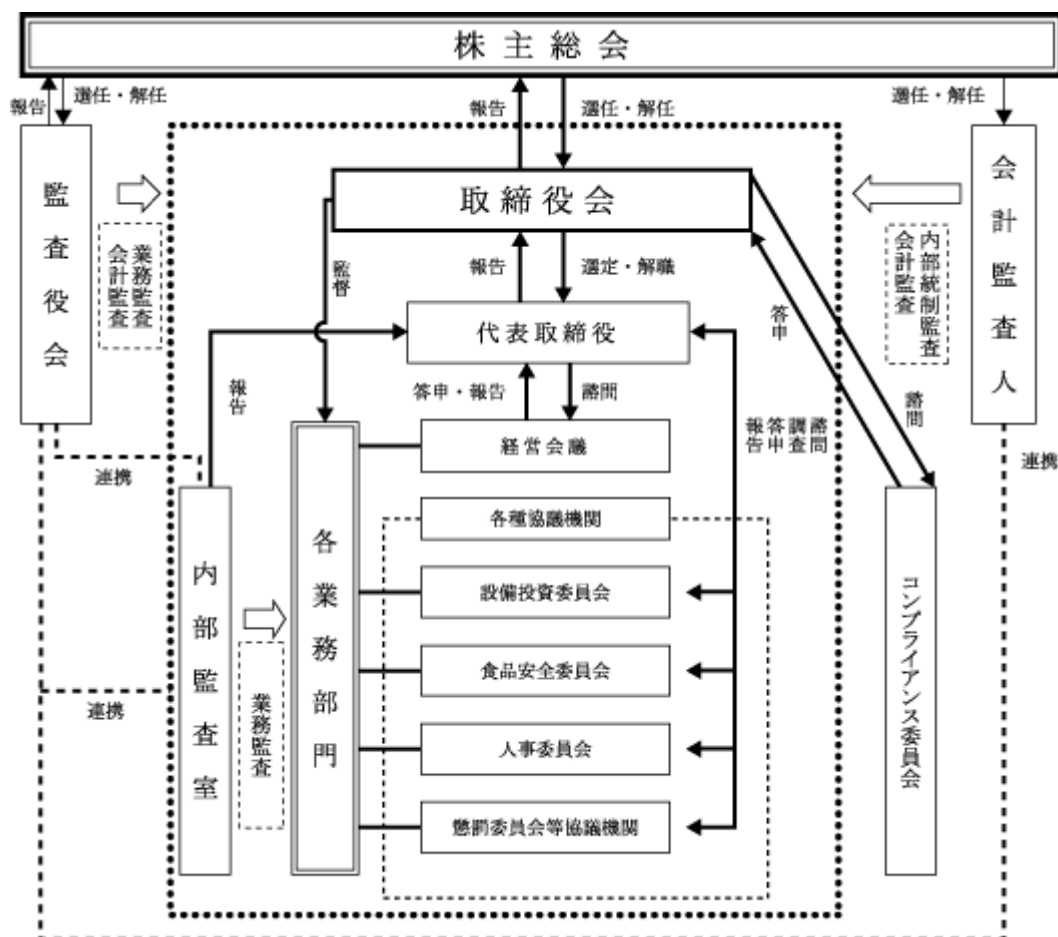 株主総会
報告
選任・解任
報告
選任・解任
選任・解任
監査役会
業務監査
会計監査
取締役会
会計監査人
内部統制監査
会計監査
監督
報告
選定・解職
答申
諮問
代表取締役
報告
答申・報告
諮問
諮問
調査
答申
報告
経営会議
連携
連携
各種協議機関
内部監査室
各業務部門
設備投資委員会
コンプライアンス委員会
食品安全委員会
業務監査
連携
人事委員会
懲罰委員会等協議機関